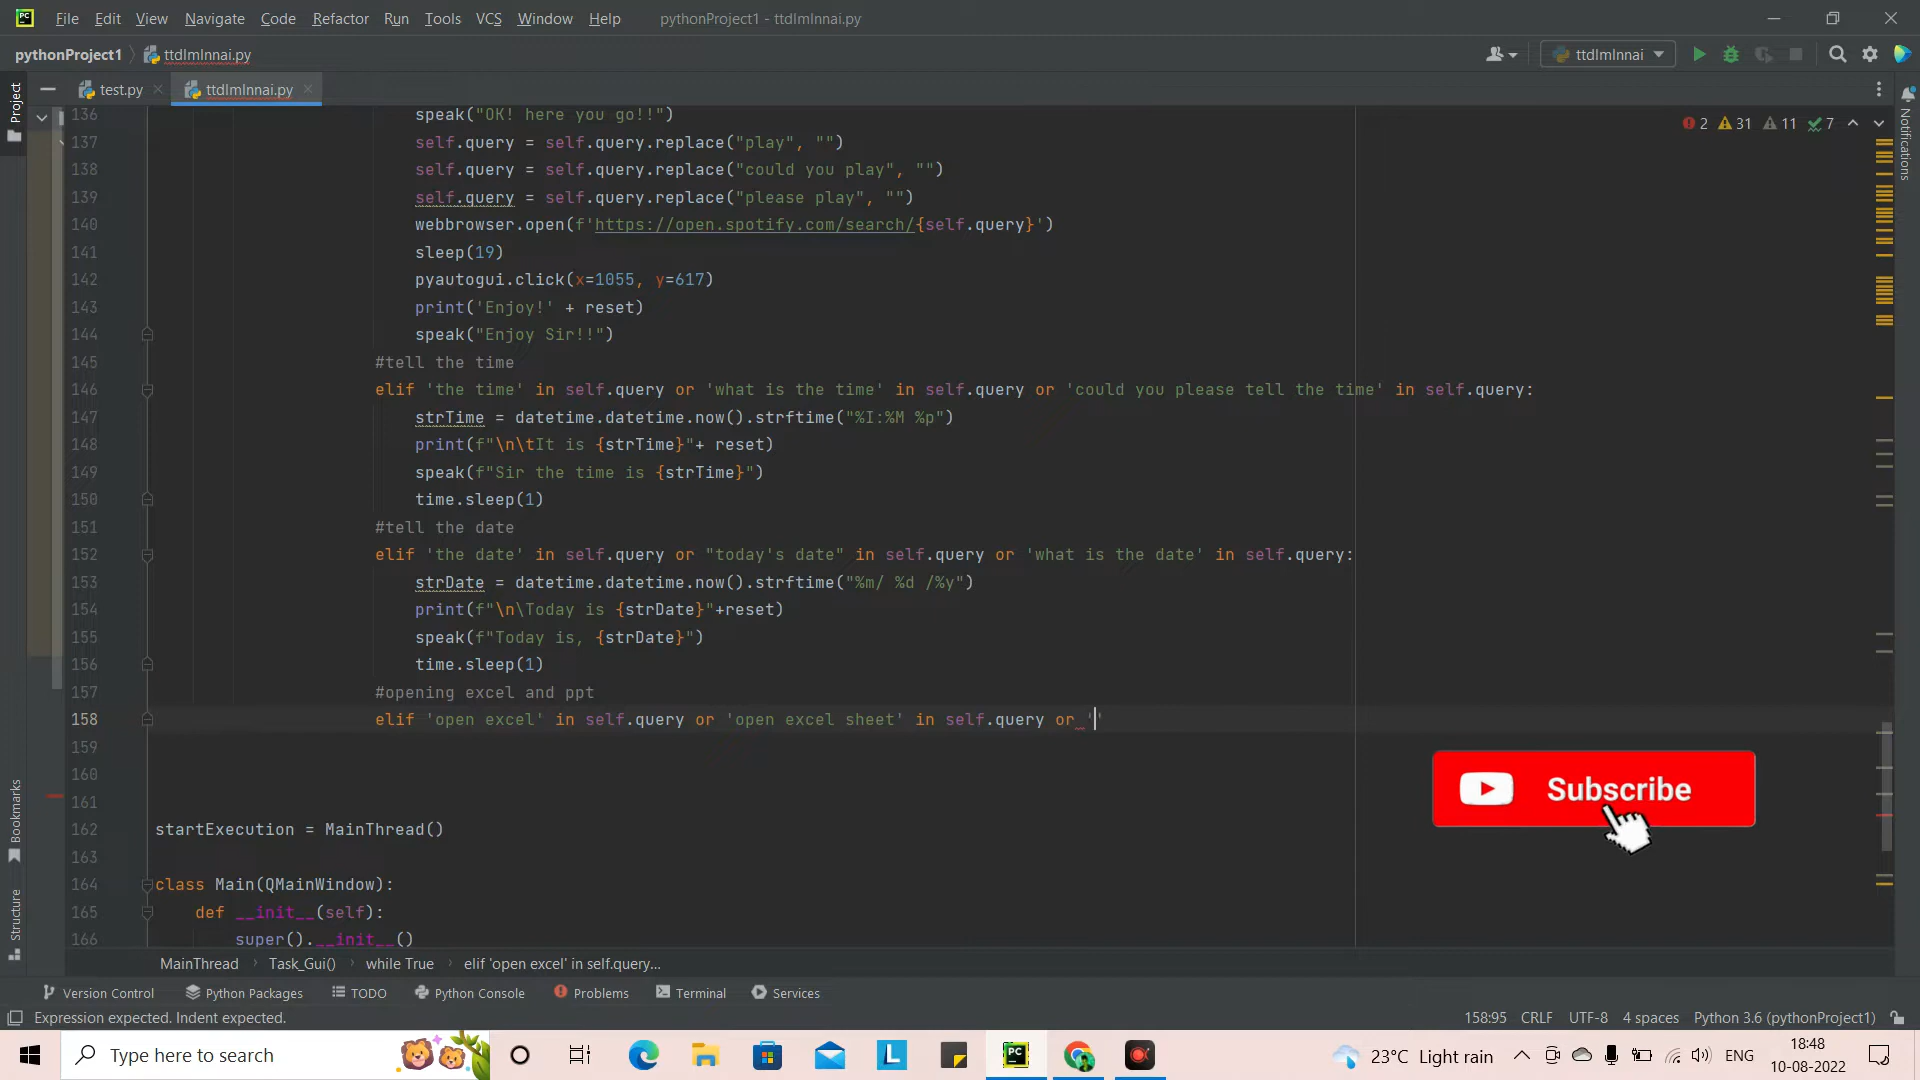 File Edit View Navigate Code Refactor Run Tools VCS Window Help pythonProject1 - ttdlmlnnai.py
pythonProject1 ttdlmlnnai.py ttdlmlnnai
Project test.py ttdlmlnnai.py
2 31 11 7
Notifications
136 speak("OK! here you go!!")
137 self.query = self.query.replace("play", "")
138 self.query = self.query.replace("could you play", "")
139 self.query = self.query.replace("please play", "")
140 webbrowser.open(f'https://open.spotify.com/search/{self.query}')
141 sleep(19)
142 pyautogui.click(x=1055, y=617)
143 print('Enjoy!' + reset)
144 speak("Enjoy Sir!!")
145 #tell the time
146 elif 'the time' in self.query or 'what is the time' in self.query or 'could you please tell the time' in self.query:
147 strTime = datetime.datetime.now().strftime("%I:%M %p")
148 print(f"\n\tIt is {strTime}"+ reset)
149 speak(f"Sir the time is {strTime}")
150 time.sleep(1)
151 #tell the date
152 elif 'the date' in self.query or "today's date" in self.query or 'what is the date' in self.query:
153 strDate = datetime.datetime.now().strftime("%m/ %d /%y")
154 print(f"\n\Today is {strDate}"+reset)
155 speak(f"Today is, {strDate}")
156 time.sleep(1)
157 #opening excel and ppt
158 elif 'open excel' in self.query or 'open excel sheet' in self.query or ''
159
160
161
162 startExecution = MainThread()
163
164 class Main(QMainWindow):
165 def __init__(self):
166 super().__init__()
Subscribe
Bookmarks
Structure
MainThread Task_Gui() while True elif 'open excel' in self.query...
Version Control Python Packages TODO Python Console Problems Terminal Services
Expression expected. Indent expected. 158:95 CRLF UTF-8 4 spaces Python 3.6 (pythonProject1)
Type here to search L PC 23°C Light rain ENG 18:48
10-08-2022